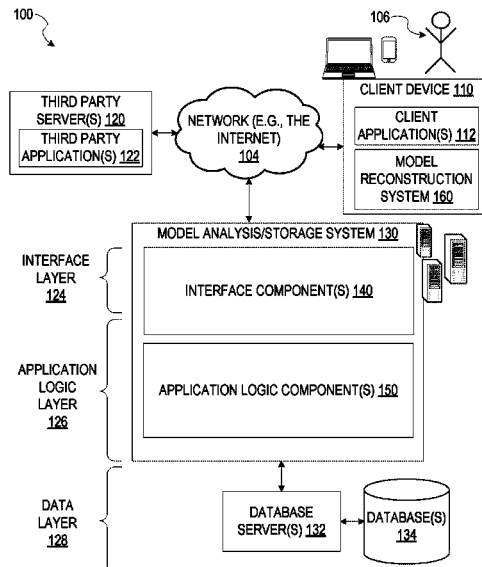 100
106
THIRD PARTY
SERVER(S) 120
THIRD PARTY
APPLICATION(S) 122
NETWORK (E.G., THE
INTERNET)
104
CLIENT DEVICE 110
CLIENT
APPLICATION(S) 112
MODEL
RECONSTRUCTION
SYSTEM 160
MODEL ANALYSIS/STORAGE SYSTEM 130
INTERFACE
LAYER
124
INTERFACE COMPONENT(S) 140
APPLICATION
LOGIC
LAYER
126
APPLICATION LOGIC COMPONENT(S) 150
DATA
LAYER
128
DATABASE
SERVER(S) 132
DATABASE(S)
134